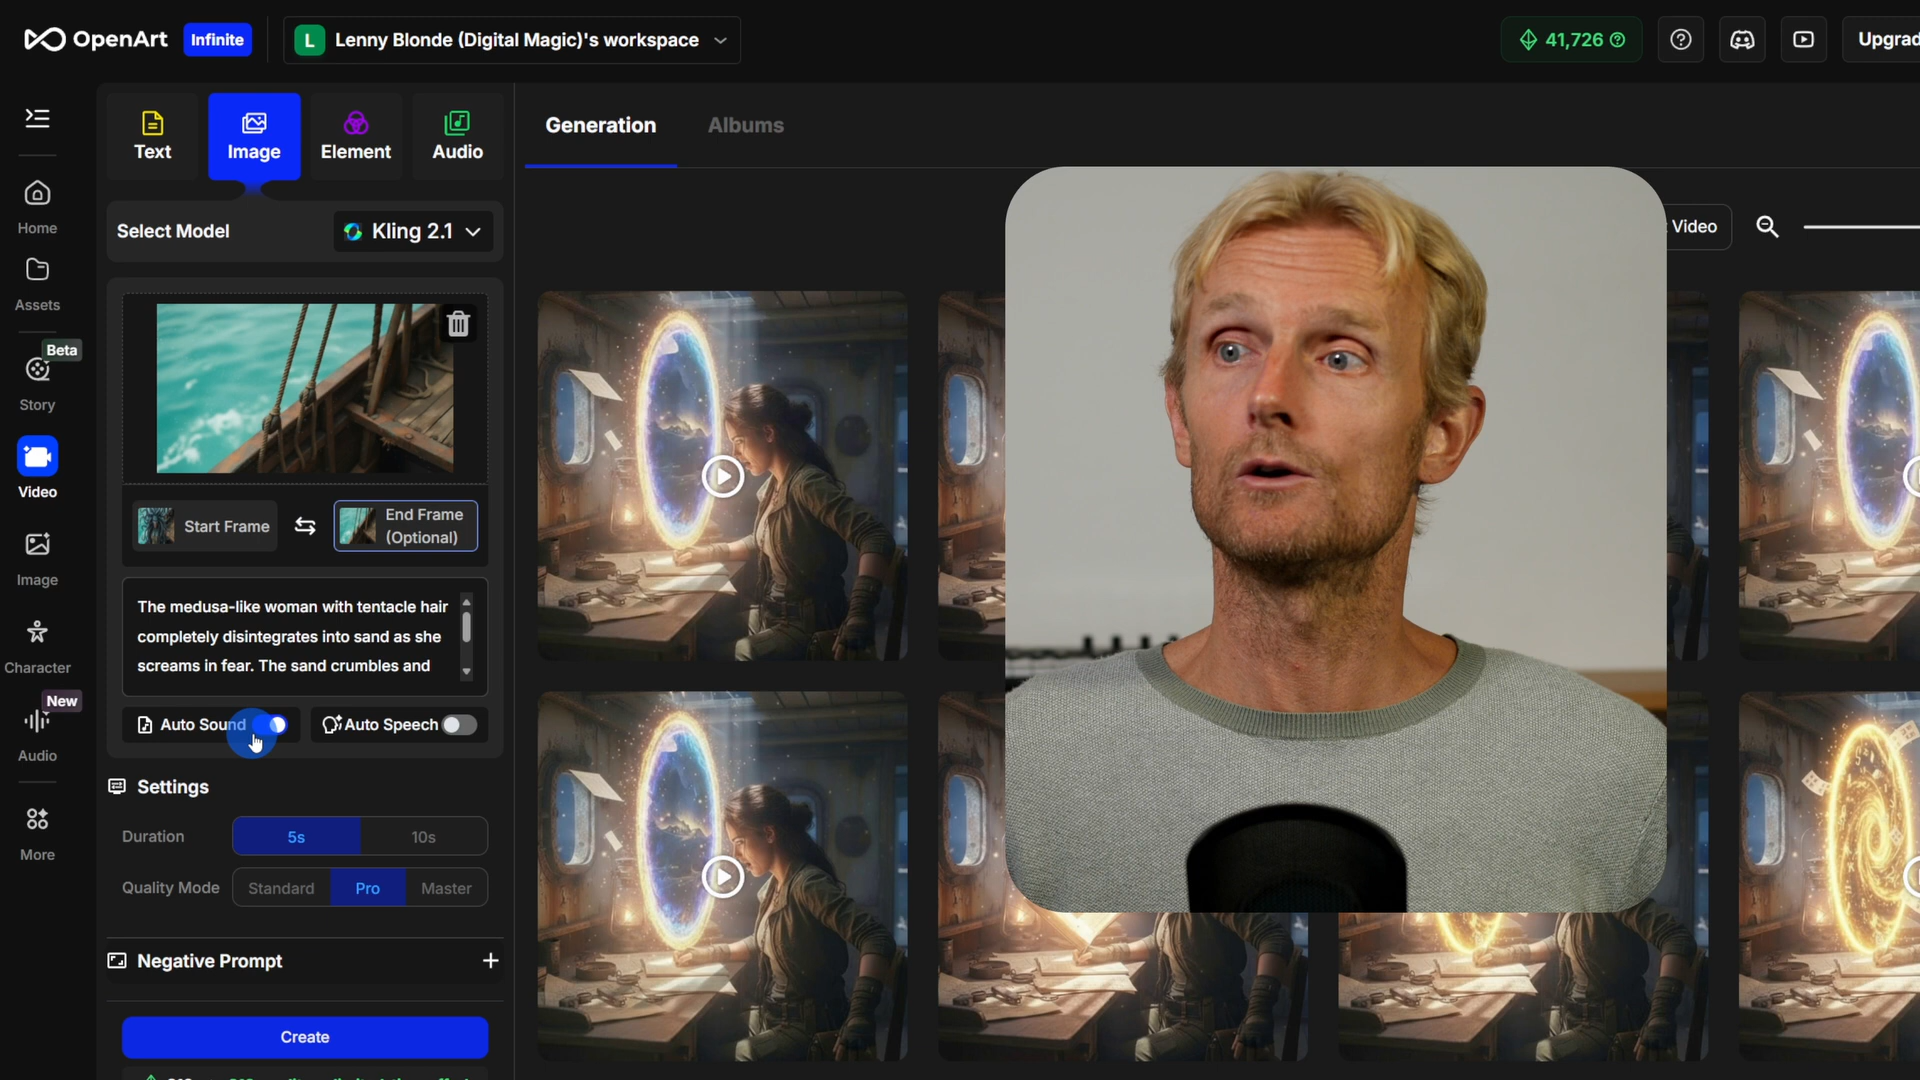 OpenArt Infinite
L Lenny Blonde (Digital Magic)'s workspace
41,726
Upgrad
Text
Image
Element
Audio
Generation
Albums
Select Model
Kling 2.1
Video
Home
Assets
Beta
Story
Video
Image
Character
New
Audio
More
Start Frame
End Frame
(Optional)
The medusa-like woman with tentacle hair
completely disintegrates into sand as she
screams in fear. The sand crumbles and
Auto Sound
Auto Speech
Settings
Duration
5s
10s
Quality Mode
Standard
Pro
Master
Negative Prompt
Create